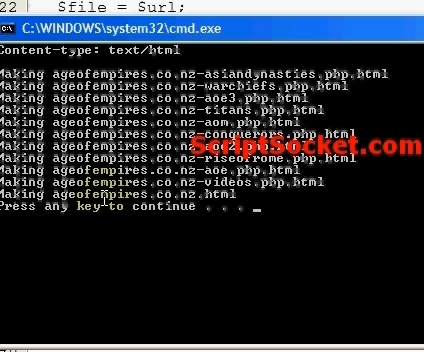 22 $file = $url;
C:\WINDOWS\system32\cmd.exe
Content-type: text/html
Making ageofempires.co.nz-asiandynasties.php.html
Making ageofempires.co.nz-warchiefs.php.html
Making ageofempires.co.nz-aoe3.php.html
Making ageofempires.co.nz-titans.php.html
Making ageofempires.co.nz-aom.php.html
Making ageofempires.co.nz-conquerors.php.html
ScriptSocket.com
Making
Making ageofempires.co.nz-riseofrome.php.html
Making ageofempires.co.nz-aoe.php.html
Making ageofempires.co.nz-videos.php.html
Making ageofempires.co.nz.html
Press any key to continue . . . _